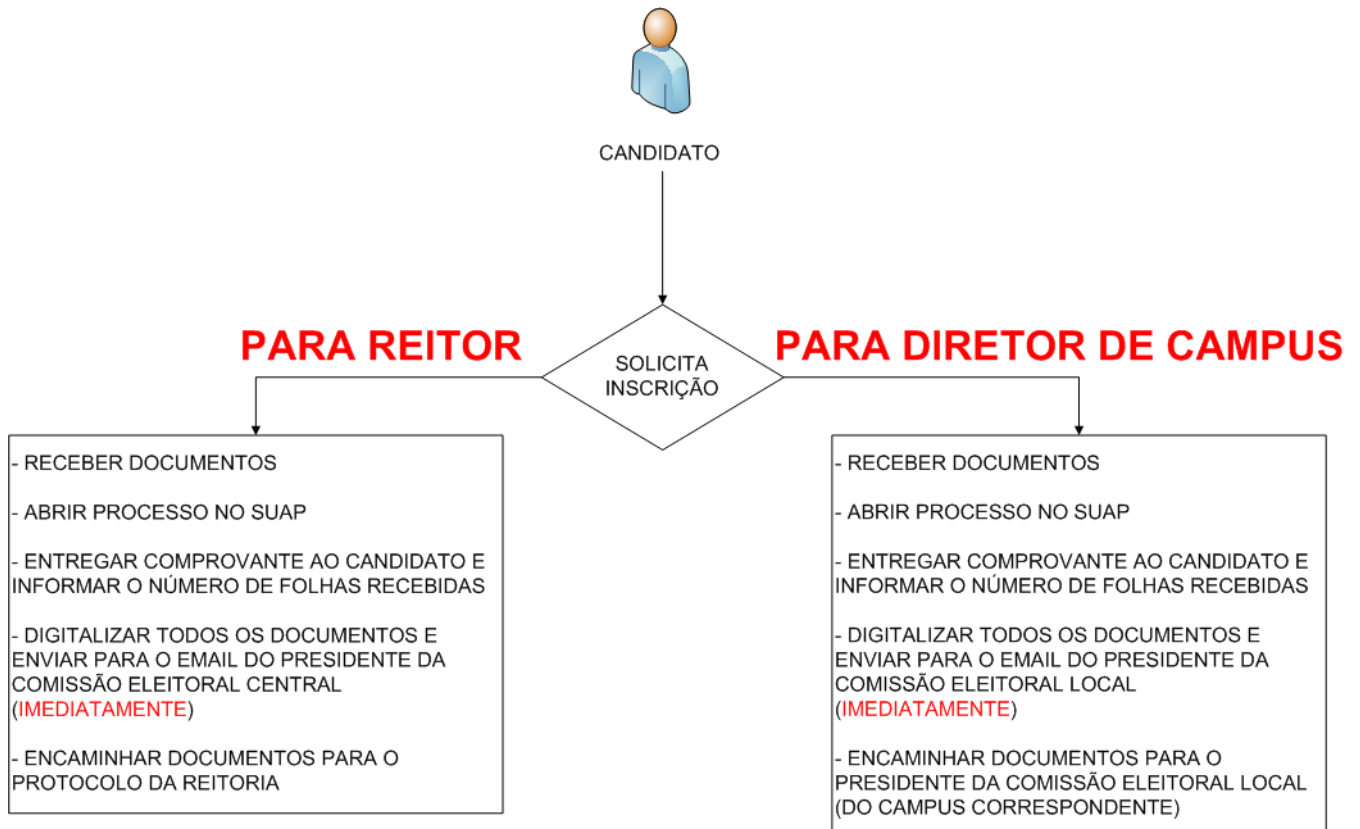 CANDIDATO
PARA REITOR
SOLICITA
INSCRIÇÃO
PARA DIRETOR DE CAMPUS
- RECEBER DOCUMENTOS
- ABRIR PROCESSO NO SUAP
- ENTREGAR COMPROVANTE AO CANDIDATO E
INFORMAR O NÚMERO DE FOLHAS RECEBIDAS
- DIGITALIZAR TODOS OS DOCUMENTOS E
ENVIAR PARA O EMAIL DO PRESIDENTE DA
COMISSÃO ELEITORAL CENTRAL
(IMEDIATAMENTE)
- ENCAMINHAR DOCUMENTOS PARA O
PROTOCOLO DA REITORIA
- RECEBER DOCUMENTOS
- ABRIR PROCESSO NO SUAP
- ENTREGAR COMPROVANTE AO CANDIDATO E
INFORMAR O NÚMERO DE FOLHAS RECEBIDAS
- DIGITALIZAR TODOS OS DOCUMENTOS E
ENVIAR PARA O EMAIL DO PRESIDENTE DA
COMISSÃO ELEITORAL LOCAL
(IMEDIATAMENTE)
- ENCAMINHAR DOCUMENTOS PARA O
PRESIDENTE DA COMISSÃO ELEITORAL LOCAL
(DO CAMPUS CORRESPONDENTE)